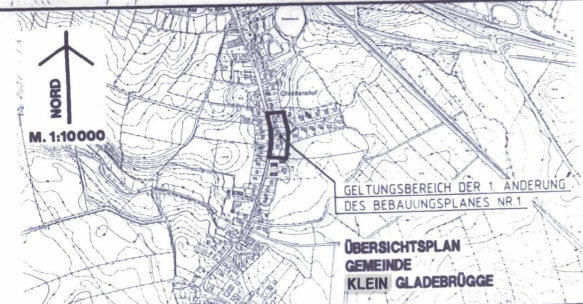 NORD
M. 1:10000
GELTUNGSBEREICH DER 1. ÄNDERUNG
DES BEBAUUNGSPLANES NR.1
ÜBERSICHTSPLAN
GEMEINDE
KLEIN GLADEBRÜGGE